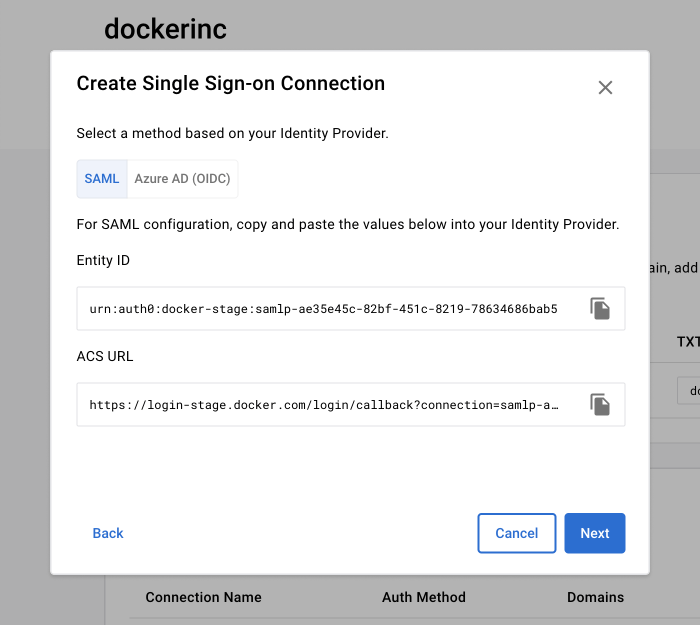 dockerinc
Create Single Sign-on Connection
Select a method based on your Identity Provider.
SAML
Azure AD (OIDC)
For SAML configuration, copy and paste the values below into your Identity Provider.
Entity ID
urn:auth0:docker-stage:samlp-ae35e45c-82bf-451c-8219-78634686bab5
ACS URL
https://login-stage.docker.com/login/callback?connection=samlp-a…
Back
Cancel
Next
ain, add
TXT
do
Connection Name
Auth Method
Domains